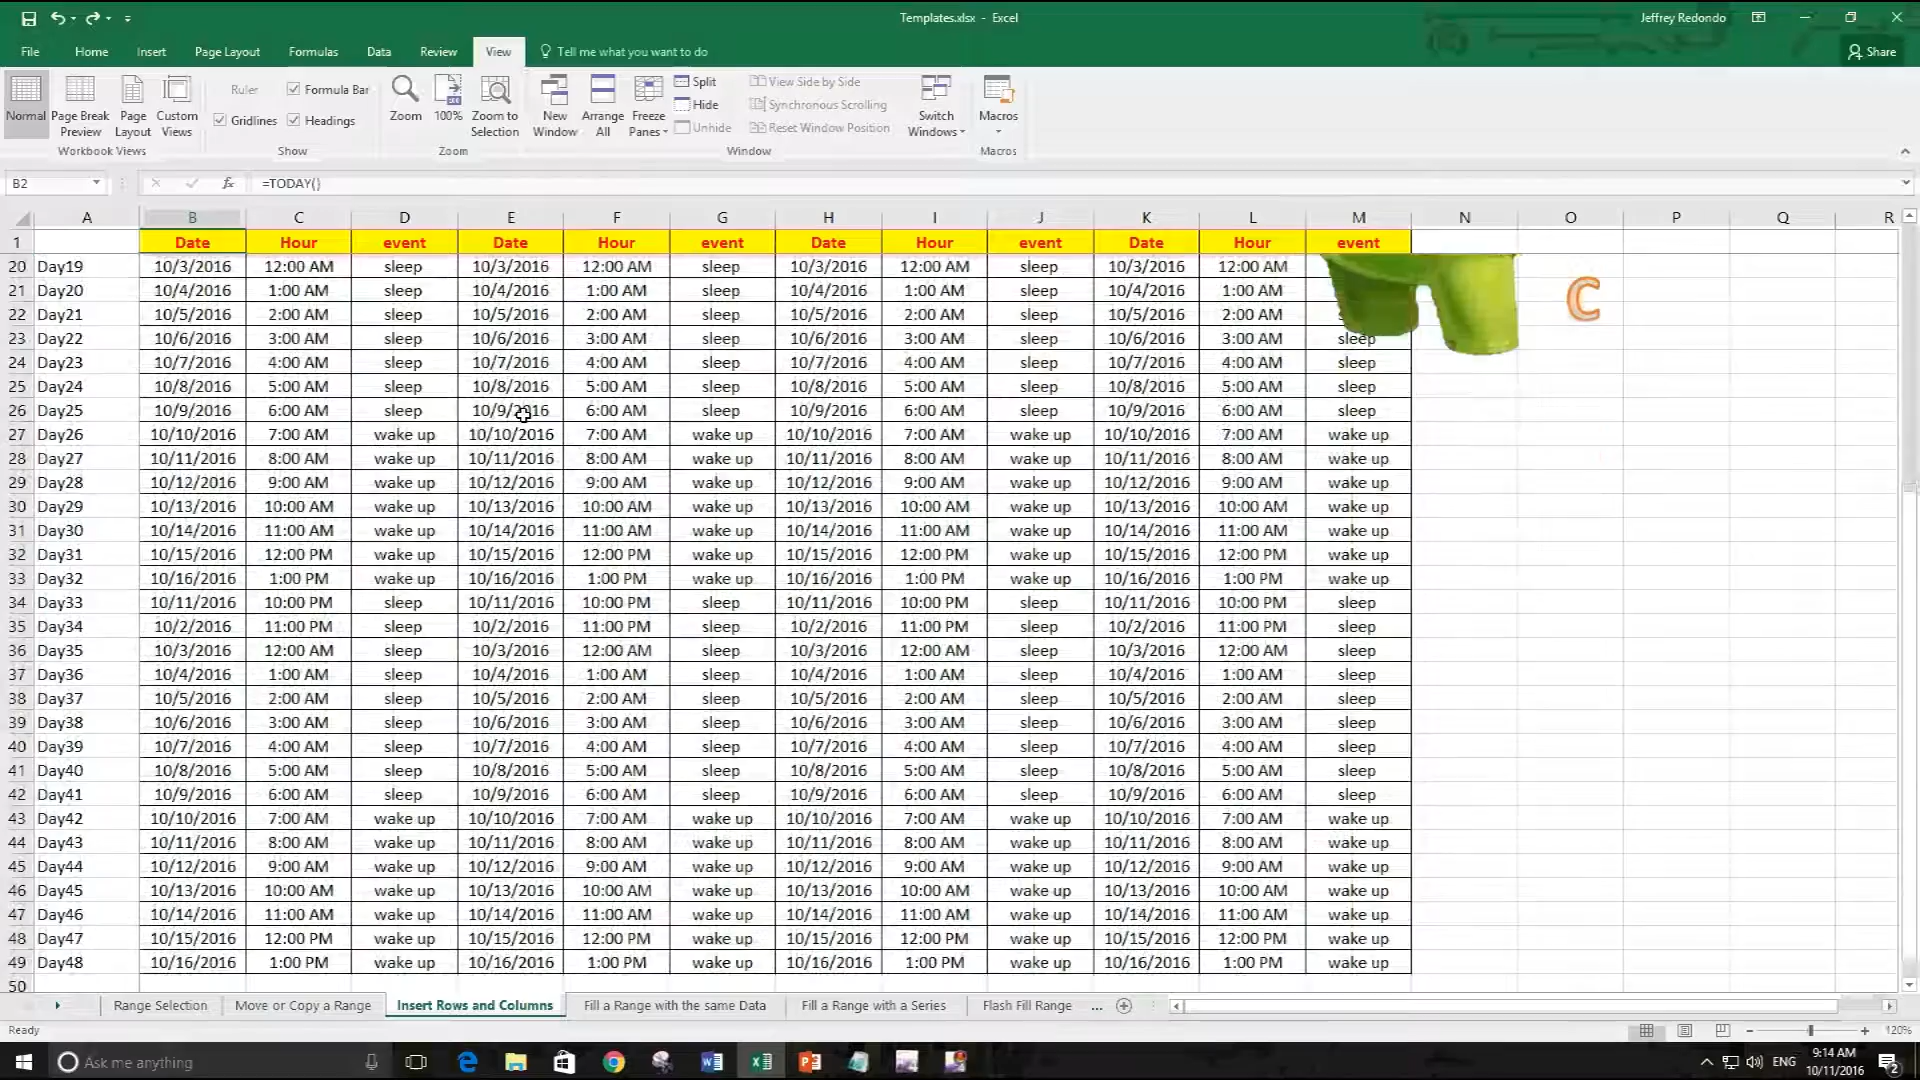 Templates.xlsx - Excel
Jeffrey Redondo
File Home Insert Page Layout Formulas Data Review View Tell me what you want to do Share
Normal Page Break Preview Page Layout Custom Views
Workbook Views
Ruler Formula Bar
Gridlines Headings
Show
Zoom 100% Zoom to Selection
Zoom
New Window Arrange All Freeze Panes
Split
Hide
Unhide
View Side by Side
Synchronous Scrolling
Reset Window Position
Switch Windows
Window
Macros
Macros
B2 fx =TODAY()
A B C D E F G H I J K L M N O P Q R
1 Date Hour event Date Hour event Date Hour event Date Hour event
20 Day19 10/3/2016 12:00 AM sleep 10/3/2016 12:00 AM sleep 10/3/2016 12:00 AM sleep 10/3/2016 12:00 AM
21 Day20 10/4/2016 1:00 AM sleep 10/4/2016 1:00 AM sleep 10/4/2016 1:00 AM sleep 10/4/2016 1:00 AM
C
22 Day21 10/5/2016 2:00 AM sleep 10/5/2016 2:00 AM sleep 10/5/2016 2:00 AM sleep 10/5/2016 2:00 AM
23 Day22 10/6/2016 3:00 AM sleep 10/6/2016 3:00 AM sleep 10/6/2016 3:00 AM sleep 10/6/2016 3:00 AM sleep
24 Day23 10/7/2016 4:00 AM sleep 10/7/2016 4:00 AM sleep 10/7/2016 4:00 AM sleep 10/7/2016 4:00 AM sleep
25 Day24 10/8/2016 5:00 AM sleep 10/8/2016 5:00 AM sleep 10/8/2016 5:00 AM sleep 10/8/2016 5:00 AM sleep
26 Day25 10/9/2016 6:00 AM sleep 10/9/2016 6:00 AM sleep 10/9/2016 6:00 AM sleep 10/9/2016 6:00 AM sleep
27 Day26 10/10/2016 7:00 AM wake up 10/10/2016 7:00 AM wake up 10/10/2016 7:00 AM wake up 10/10/2016 7:00 AM wake up
28 Day27 10/11/2016 8:00 AM wake up 10/11/2016 8:00 AM wake up 10/11/2016 8:00 AM wake up 10/11/2016 8:00 AM wake up
29 Day28 10/12/2016 9:00 AM wake up 10/12/2016 9:00 AM wake up 10/12/2016 9:00 AM wake up 10/12/2016 9:00 AM wake up
30 Day29 10/13/2016 10:00 AM wake up 10/13/2016 10:00 AM wake up 10/13/2016 10:00 AM wake up 10/13/2016 10:00 AM wake up
31 Day30 10/14/2016 11:00 AM wake up 10/14/2016 11:00 AM wake up 10/14/2016 11:00 AM wake up 10/14/2016 11:00 AM wake up
32 Day31 10/15/2016 12:00 PM wake up 10/15/2016 12:00 PM wake up 10/15/2016 12:00 PM wake up 10/15/2016 12:00 PM wake up
33 Day32 10/16/2016 1:00 PM wake up 10/16/2016 1:00 PM wake up 10/16/2016 1:00 PM wake up 10/16/2016 1:00 PM wake up
34 Day33 10/11/2016 10:00 PM sleep 10/11/2016 10:00 PM sleep 10/11/2016 10:00 PM sleep 10/11/2016 10:00 PM sleep
35 Day34 10/2/2016 11:00 PM sleep 10/2/2016 11:00 PM sleep 10/2/2016 11:00 PM sleep 10/2/2016 11:00 PM sleep
36 Day35 10/3/2016 12:00 AM sleep 10/3/2016 12:00 AM sleep 10/3/2016 12:00 AM sleep 10/3/2016 12:00 AM sleep
37 Day36 10/4/2016 1:00 AM sleep 10/4/2016 1:00 AM sleep 10/4/2016 1:00 AM sleep 10/4/2016 1:00 AM sleep
38 Day37 10/5/2016 2:00 AM sleep 10/5/2016 2:00 AM sleep 10/5/2016 2:00 AM sleep 10/5/2016 2:00 AM sleep
39 Day38 10/6/2016 3:00 AM sleep 10/6/2016 3:00 AM sleep 10/6/2016 3:00 AM sleep 10/6/2016 3:00 AM sleep
40 Day39 10/7/2016 4:00 AM sleep 10/7/2016 4:00 AM sleep 10/7/2016 4:00 AM sleep 10/7/2016 4:00 AM sleep
41 Day40 10/8/2016 5:00 AM sleep 10/8/2016 5:00 AM sleep 10/8/2016 5:00 AM sleep 10/8/2016 5:00 AM sleep
42 Day41 10/9/2016 6:00 AM sleep 10/9/2016 6:00 AM sleep 10/9/2016 6:00 AM sleep 10/9/2016 6:00 AM sleep
43 Day42 10/10/2016 7:00 AM wake up 10/10/2016 7:00 AM wake up 10/10/2016 7:00 AM wake up 10/10/2016 7:00 AM wake up
44 Day43 10/11/2016 8:00 AM wake up 10/11/2016 8:00 AM wake up 10/11/2016 8:00 AM wake up 10/11/2016 8:00 AM wake up
45 Day44 10/12/2016 9:00 AM wake up 10/12/2016 9:00 AM wake up 10/12/2016 9:00 AM wake up 10/12/2016 9:00 AM wake up
46 Day45 10/13/2016 10:00 AM wake up 10/13/2016 10:00 AM wake up 10/13/2016 10:00 AM wake up 10/13/2016 10:00 AM wake up
47 Day46 10/14/2016 11:00 AM wake up 10/14/2016 11:00 AM wake up 10/14/2016 11:00 AM wake up 10/14/2016 11:00 AM wake up
48 Day47 10/15/2016 12:00 PM wake up 10/15/2016 12:00 PM wake up 10/15/2016 12:00 PM wake up 10/15/2016 12:00 PM wake up
49 Day48 10/16/2016 1:00 PM wake up 10/16/2016 1:00 PM wake up 10/16/2016 1:00 PM wake up 10/16/2016 1:00 PM wake up
50
Range Selection Move or Copy a Range Insert Rows and Columns Fill a Range with the same Data Fill a Range with a Series Flash Fill Range ...
Ready 120%
Ask me anything ENG 9:14 AM
10/11/2016 2